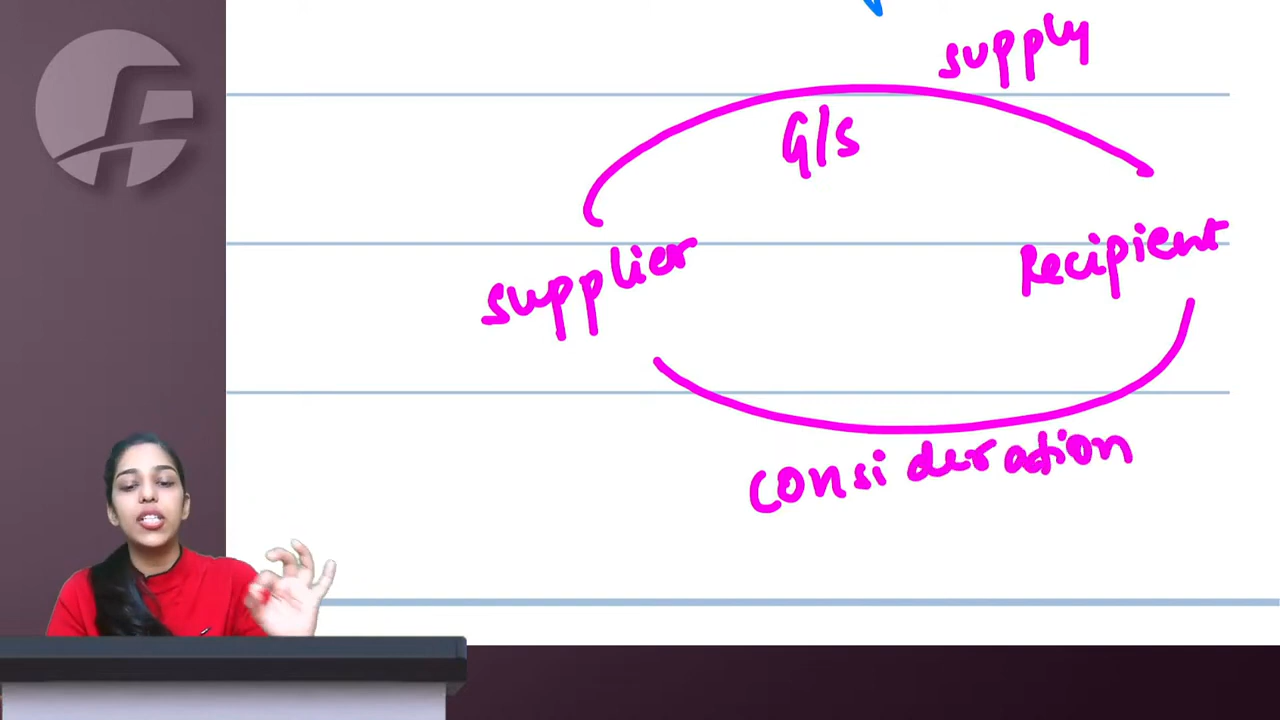 supply
G/S
supplier
Recipient
consideration